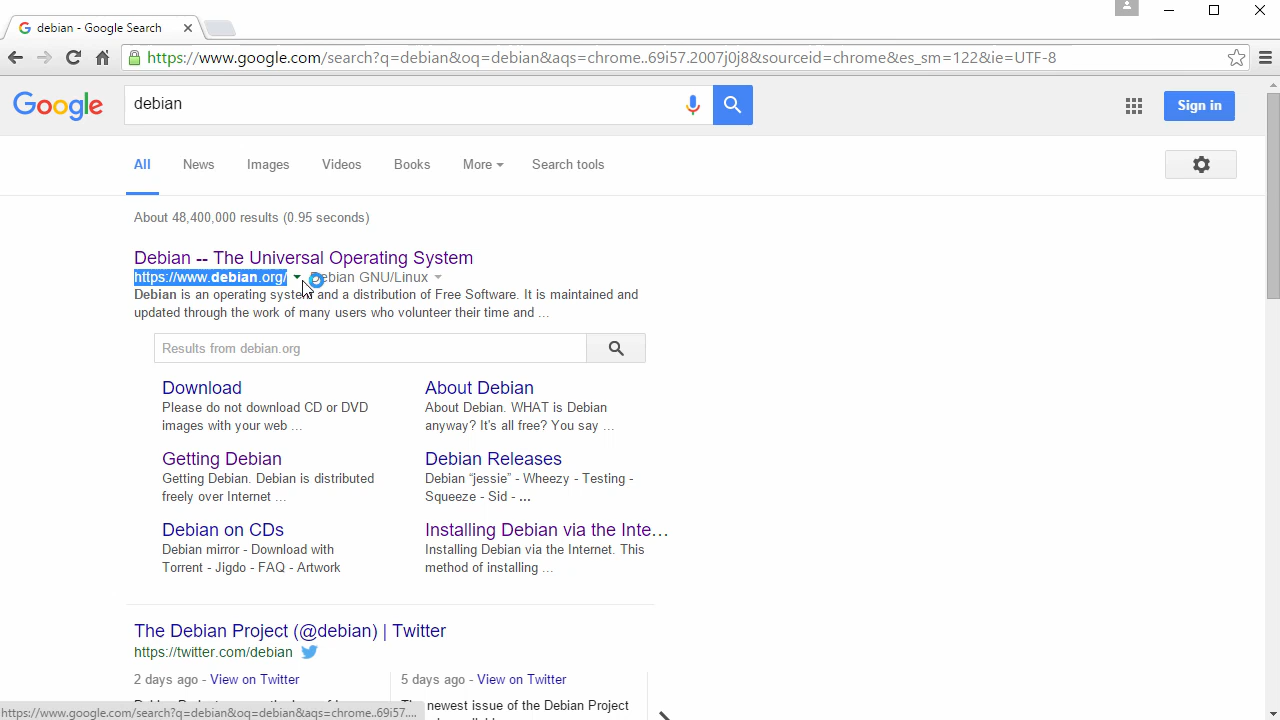 debian - Google Search
https://www.google.com/search?q=debian&oq=debian&aqs=chrome..69i57.2007j0j8&sourceid=chrome&es_sm=122&ie=UTF-8
Google
debian
Sign in
All News Images Videos Books More Search tools
About 48,400,000 results (0.95 seconds)
Debian -- The Universal Operating System
https://www.debian.org/ Debian GNU/Linux
Debian is an operating system and a distribution of Free Software. It is maintained and
updated through the work of many users who volunteer their time and ...
Results from debian.org
Download
Please do not download CD or DVD
images with your web ...
About Debian
About Debian. WHAT is Debian
anyway? It's all free? You say ...
Getting Debian
Getting Debian. Debian is distributed
freely over Internet ...
Debian Releases
Debian “jessie” - Wheezy - Testing -
Squeeze - Sid - ...
Debian on CDs
Debian mirror - Download with
Torrent - Jigdo - FAQ - Artwork
Installing Debian via the Inte...
Installing Debian via the Internet. This
method of installing ...
The Debian Project (@debian) | Twitter
https://twitter.com/debian
2 days ago - View on Twitter
5 days ago - View on Twitter
newest issue of the Debian Project
https://www.google.com/search?q=debian&oq=debian&aqs=chrome..69i57....